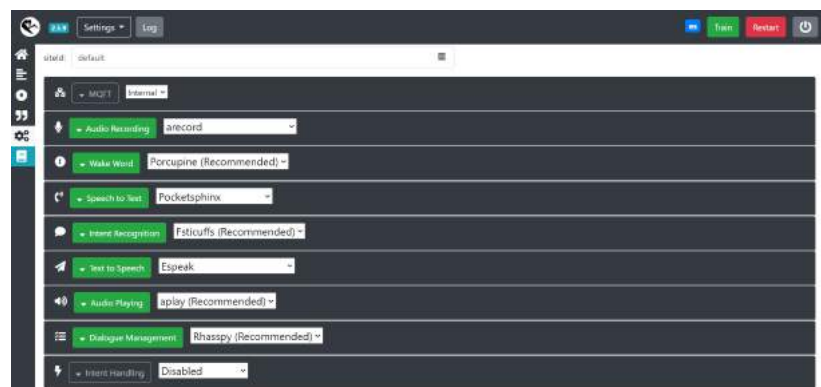 Settings
Log
Train
Restart
siteId:
default
MQTT
Internal
Audio Recording
arecord
Wake Word
Porcupine (Recommended)
Speech to Text
Pocketsphinx
Intent Recognition
Fsticuffs (Recommended)
Text to Speech
Espeak
Audio Playing
aplay (Recommended)
Dialogue Management
Rhasspy (Recommended)
Intent Handling
Disabled